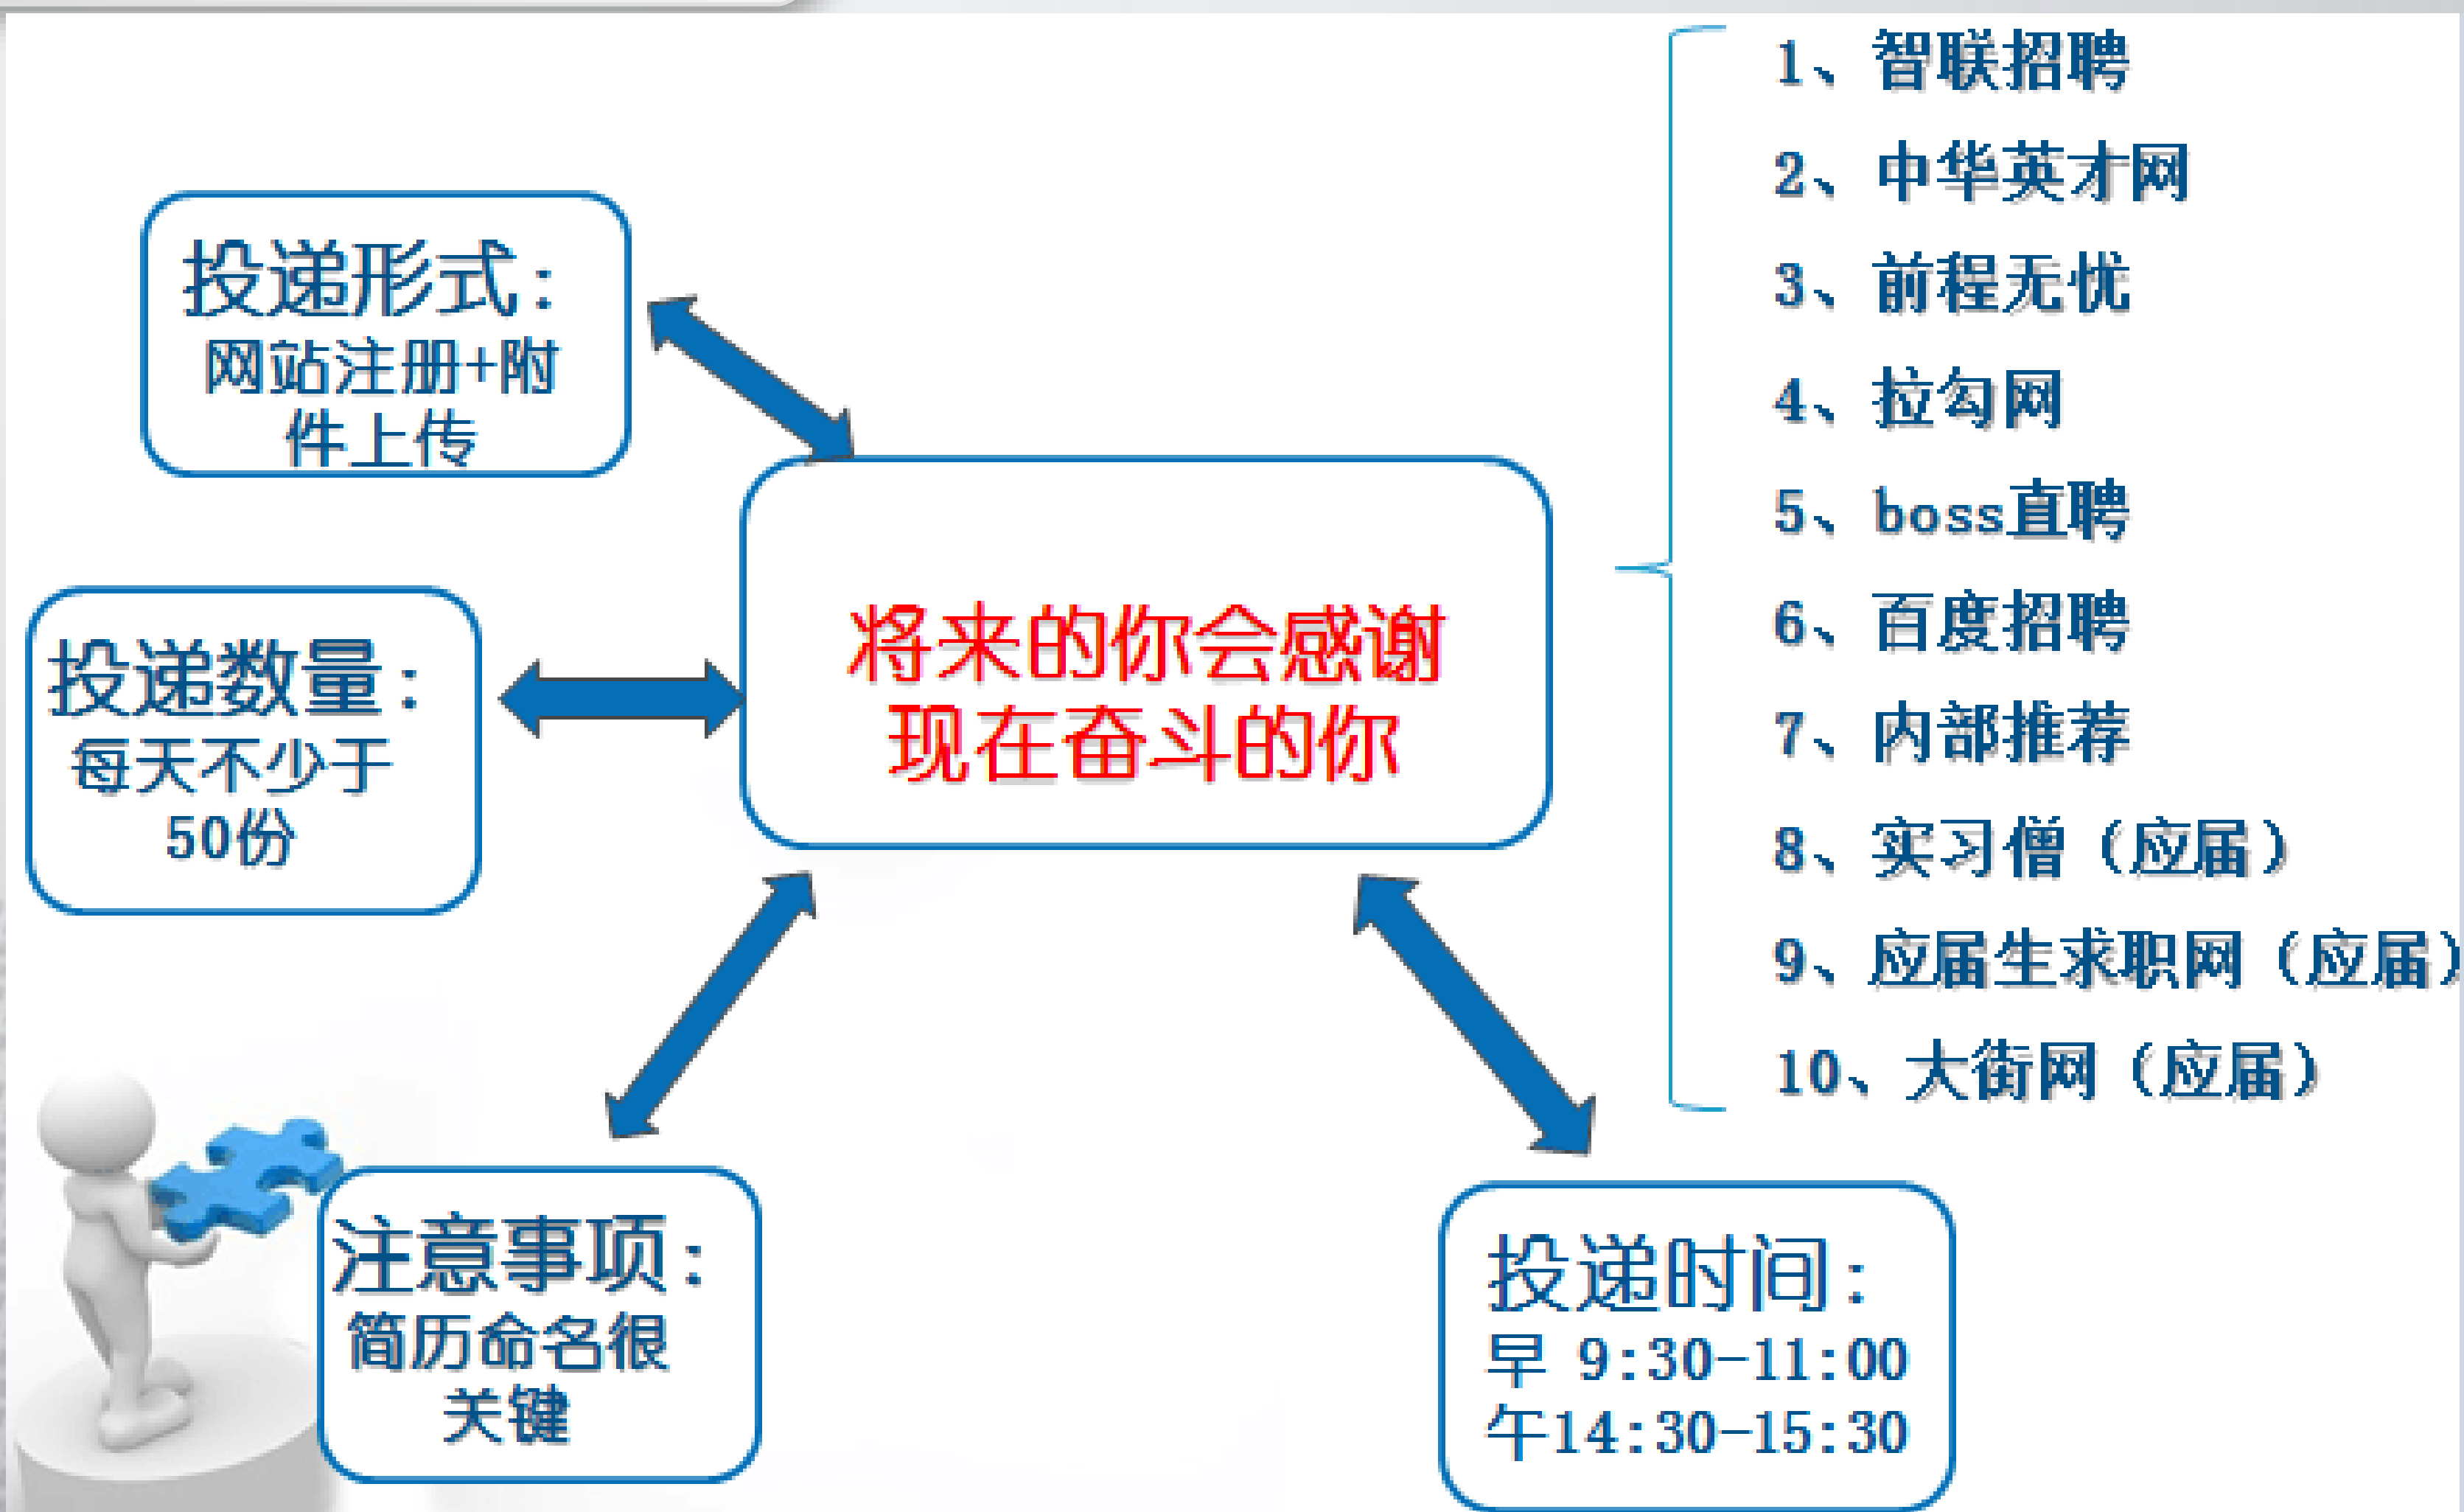 投递形式：
网站注册+附
件上传
投递数量：
每天不少于
50份
将来的你会感谢
现在奋斗的你
注意事项：
简历命名很
关键
投递时间：
早 9:30-11:00
午14:30-15:30
1、智联招聘
2、中华英才网
3、前程无忧
4、拉勾网
5、boss直聘
6、百度招聘
7、内部推荐
8、实习僧（应届）
9、应届生求职网（应届）
10、大街网（应届）